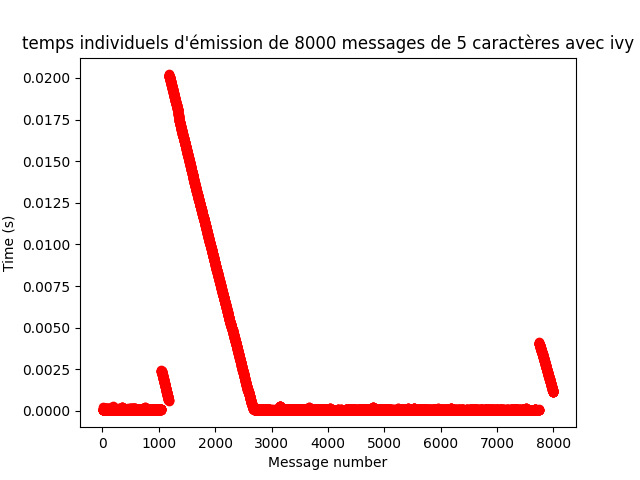 temps individuels d'émission de 8000 messages de 5 caractères avec ivy
0.0200
0.0175
0.0150
0.0125
0.0100
0.0075
0.0050
0.0025
0.0000
Time (s)
0 1000 2000 3000 4000 5000 6000 7000 8000
Message number